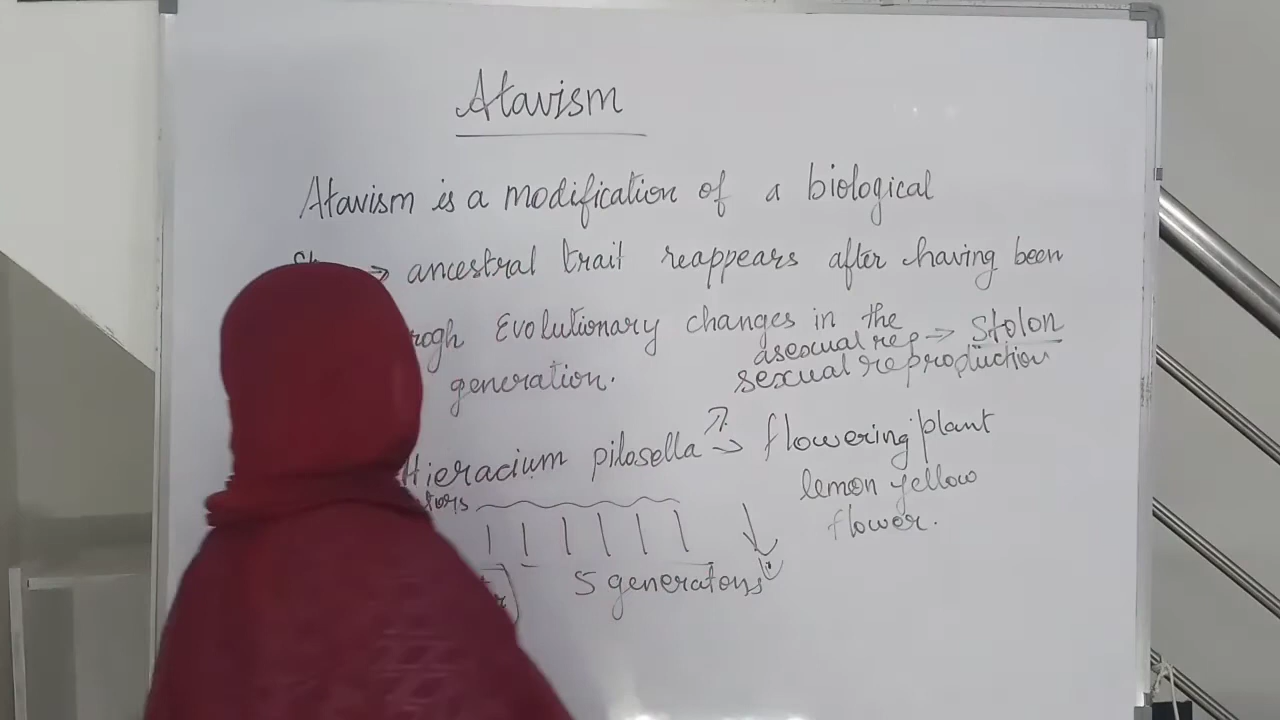 Atavism
Atavism is a modification of a biological
→ ancestral trait reappears after having been
Evolutionary changes in the
generation.
asexual rep → Stolon
sexual reproduction
Hieracium pilosella → flowering plant
lemon yellow
flower.
5 generatons